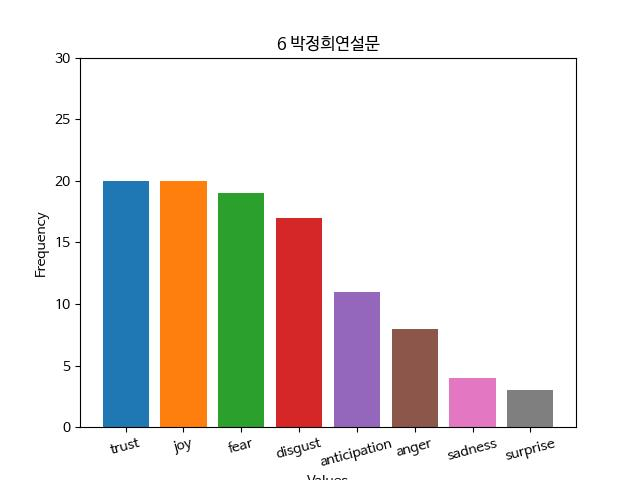 6 박정희연설문
30
25
20
15
10
5
0
Frequency
trust joy fear disgust anticipation anger sadness surprise
Values